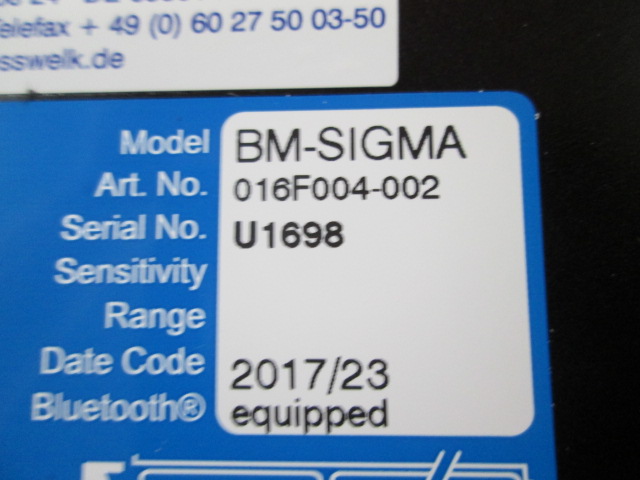 Telefax + 49 (0) 60 27 50 03-50
sswelk.de
Model BM-SIGMA
Art. No. 016F004-002
Serial No. U1698
Sensitivity
Range
Date Code 2017/23
Bluetooth® equipped